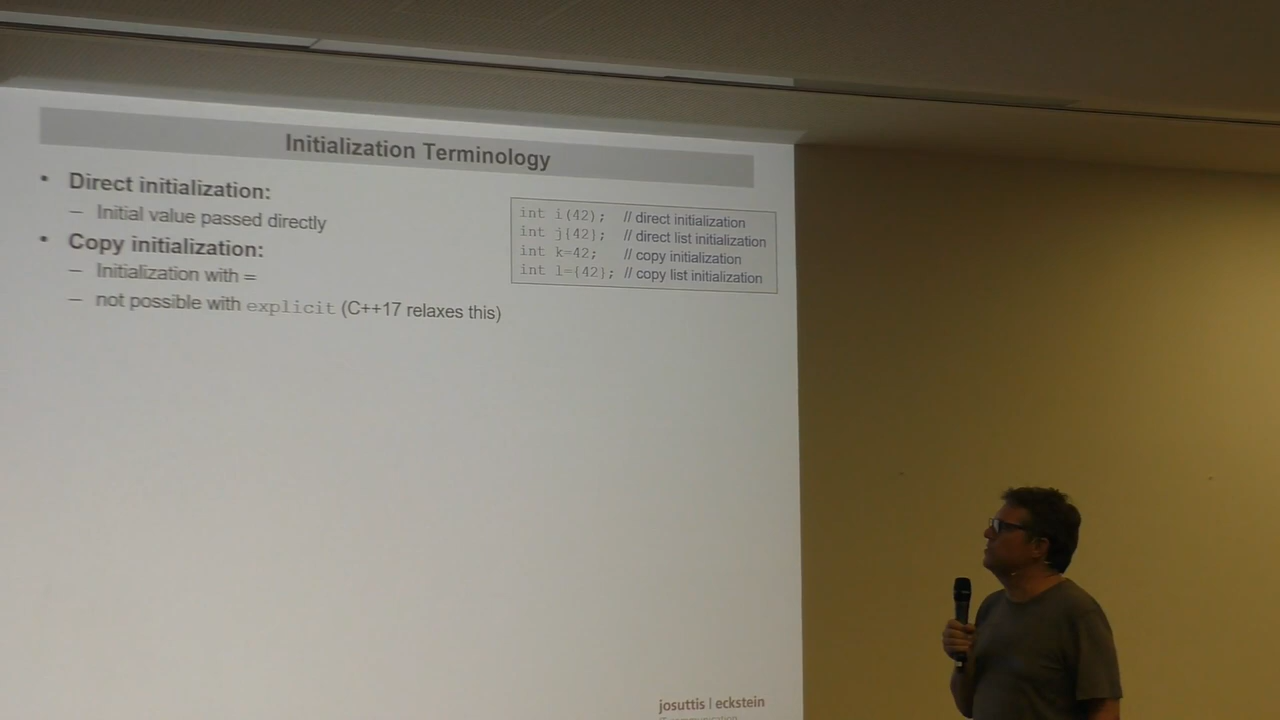 Initialization Terminology
• Direct initialization:
– Initial value passed directly
• Copy initialization:
– Initialization with =
– not possible with explicit (C++17 relaxes this)
int i(42); // direct initialization
int j{42}; // direct list initialization
int k=42; // copy initialization
int l={42}; // copy list initialization
josuttis | eckstein
IT communication